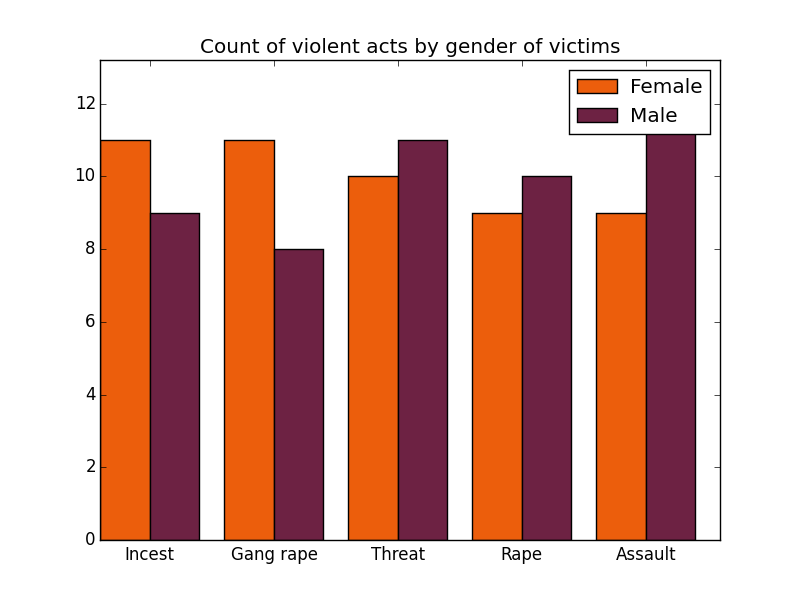 Count of violent acts by gender of victims
Female
Male
12
10
8
6
4
2
0
Incest Gang rape Threat Rape Assault